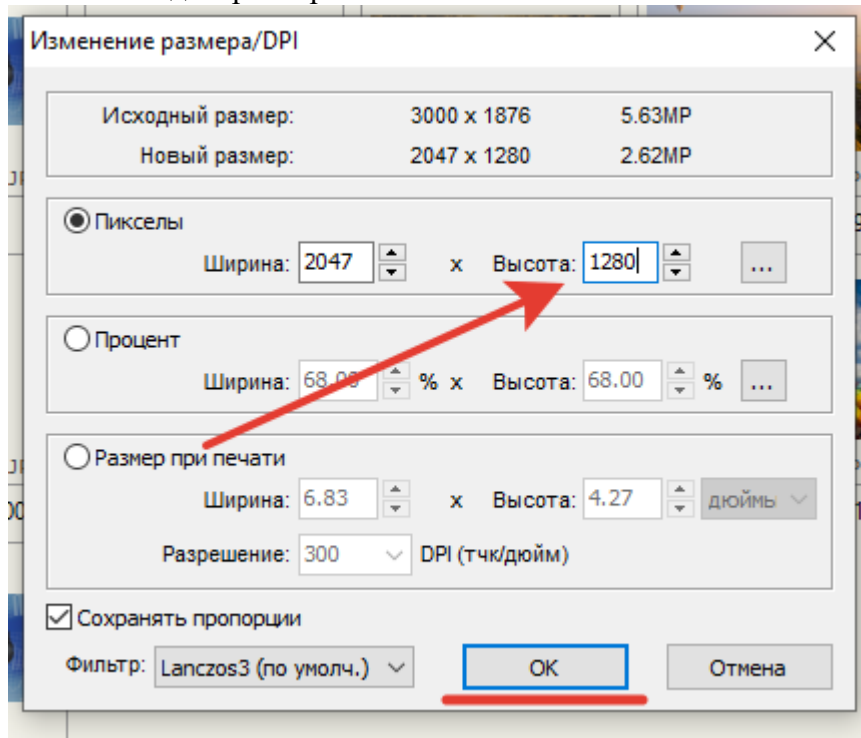 Изменение размера/DPI
Исходный размер: 3000 x 1876 5.63MP
Новый размер: 2047 x 1280 2.62MP
Пикселы
Ширина: 2047 x Высота: 1280 ...
Процент
Ширина: 68.00 % x Высота: 68.00 % ...
Размер при печати
Ширина: 6.83 x Высота: 4.27 дюймы
Разрешение: 300 DPI (тчк/дюйм)
Сохранять пропорции
Фильтр: Lanczos3 (по умолч.) OK Отмена